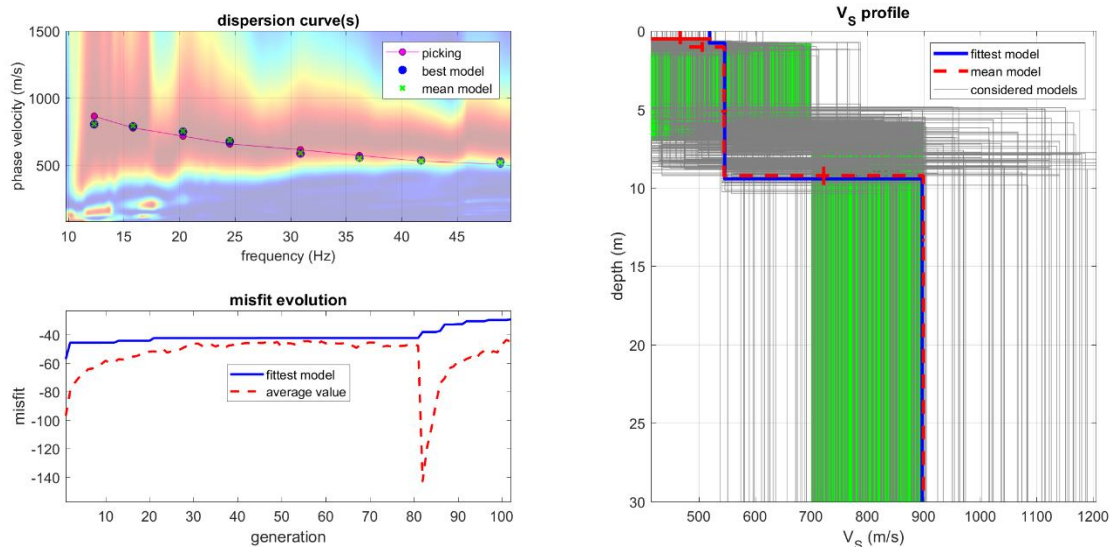 dispersion curve(s)
1500
1000
500
phase velocity (m/s)
picking
best model
mean model
10 15 20 25 30 35 40 45
frequency (Hz)
misfit evolution
-40
-60
-80
-100
-120
-140
misfit
fittest model
average value
10 20 30 40 50 60 70 80 90 100
generation
V_S profile
0
5
10
15
20
25
30
depth (m)
fittest model
mean model
considered models
500 600 700 800 900 1000 1100 1200
V_S (m/s)